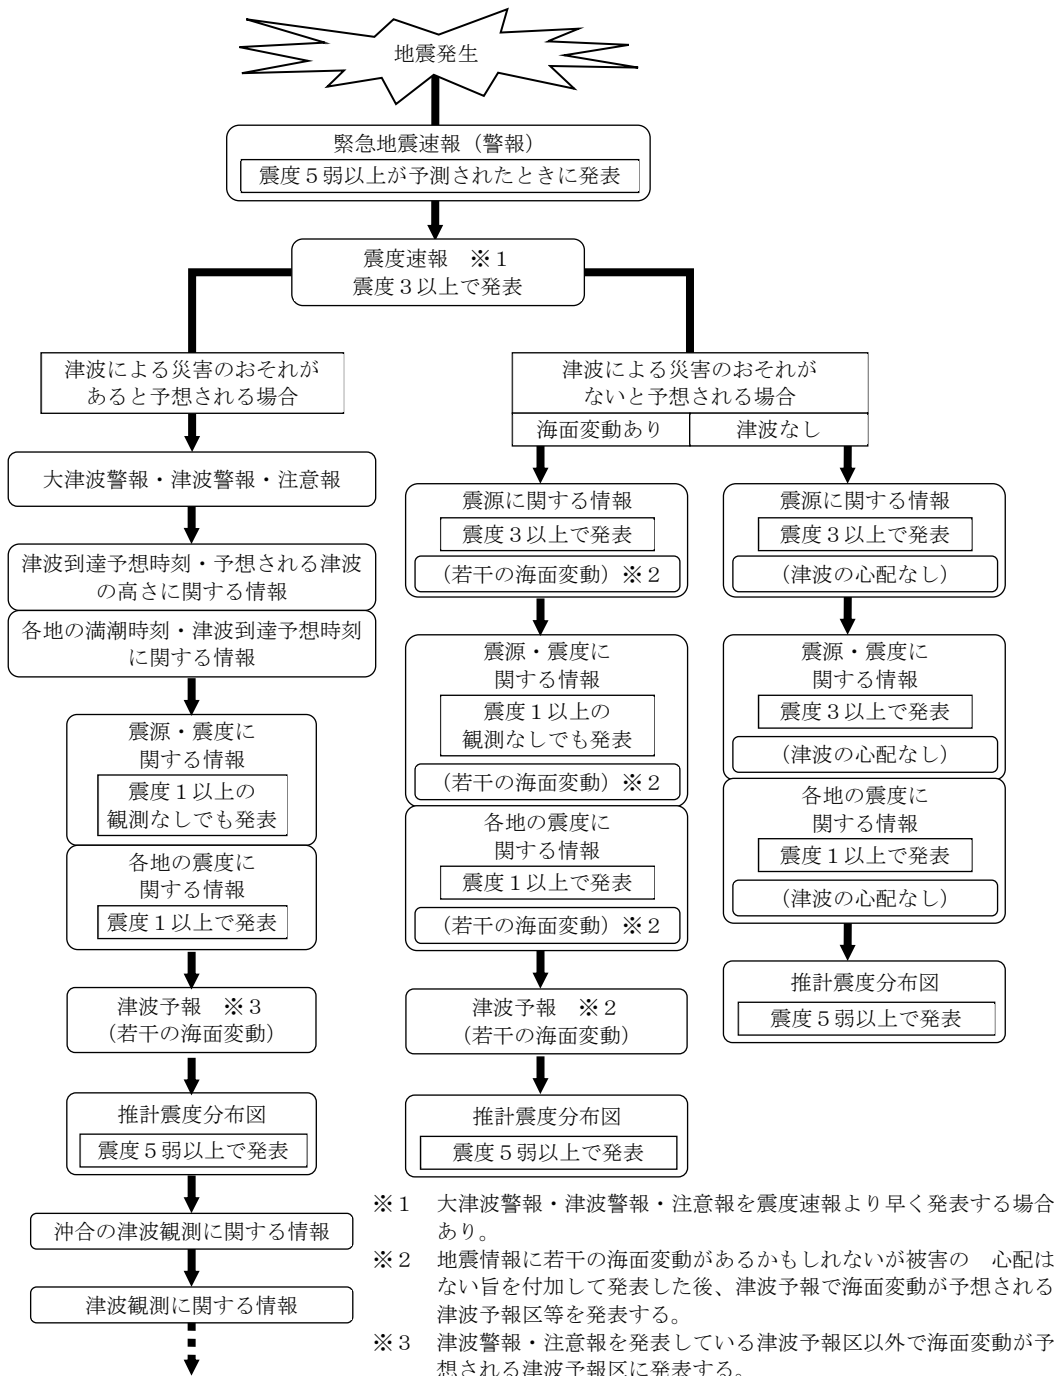 地震発生
緊急地震速報（警報）
震度５弱以上が予測されたときに発表
震度速報　※１
震度３以上で発表
津波による災害のおそれが
あると予想される場合
大津波警報・津波警報・注意報
津波到達予想時刻・予想される津波
の高さに関する情報
各地の満潮時刻・津波到達予想時刻
に関する情報
震源・震度に
関する情報
震度１以上の
観測なしでも発表
各地の震度に
関する情報
震度１以上で発表
津波予報　※３
（若干の海面変動）
推計震度分布図
震度５弱以上で発表
沖合の津波観測に関する情報
津波観測に関する情報
津波による災害のおそれが
ないと予想される場合
海面変動あり
津波なし
震源に関する情報
震度３以上で発表
（若干の海面変動）※２
震源・震度に
関する情報
震度１以上の
観測なしでも発表
（若干の海面変動）※２
各地の震度に
関する情報
震度１以上で発表
（若干の海面変動）※２
津波予報　※２
（若干の海面変動）
推計震度分布図
震度５弱以上で発表
震源に関する情報
震度３以上で発表
（津波の心配なし）
震源・震度に
関する情報
震度３以上で発表
（津波の心配なし）
各地の震度に
関する情報
震度１以上で発表
（津波の心配なし）
推計震度分布図
震度５弱以上で発表
※１　大津波警報・津波警報・注意報を震度速報より早く発表する場合
あり。
※２　地震情報に若干の海面変動があるかもしれないが被害の　心配は
ない旨を付加して発表した後、津波予報で海面変動が予想される
津波予報区等を発表する。
※３　津波警報・注意報を発表している津波予報区以外で海面変動が予
想される津波予報区に発表する。